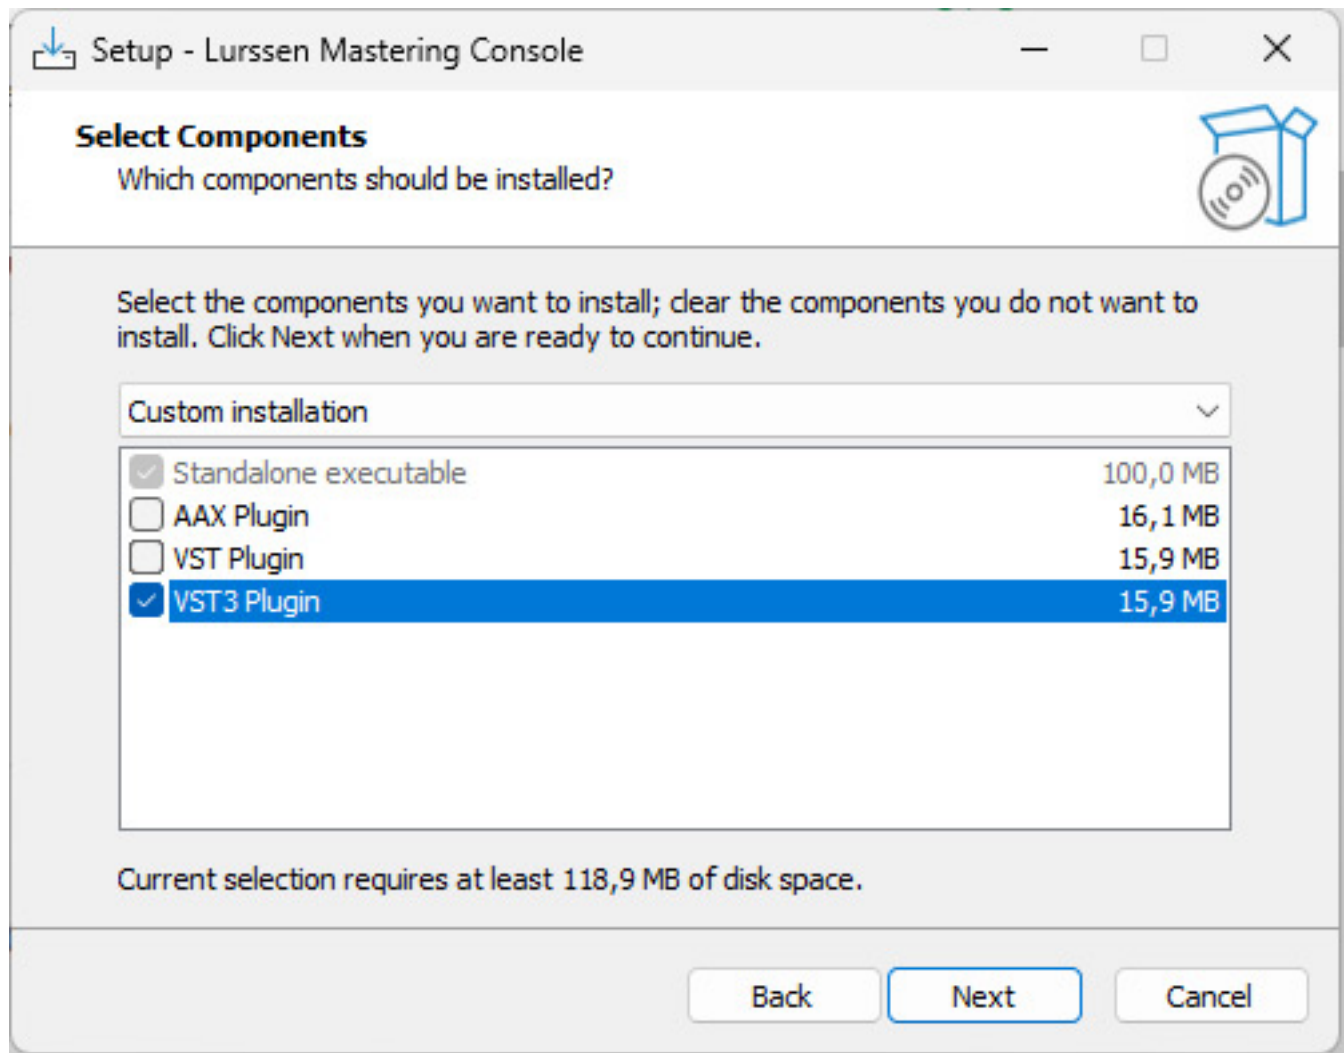 Setup - Lurssen Mastering Console
Select Components
Which components should be installed?
Select the components you want to install; clear the components you do not want to
install. Click Next when you are ready to continue.
Custom installation
Standalone executable 100,0 MB
AAX Plugin 16,1 MB
VST Plugin 15,9 MB
VST3 Plugin 15,9 MB
Current selection requires at least 118,9 MB of disk space.
Back Next Cancel